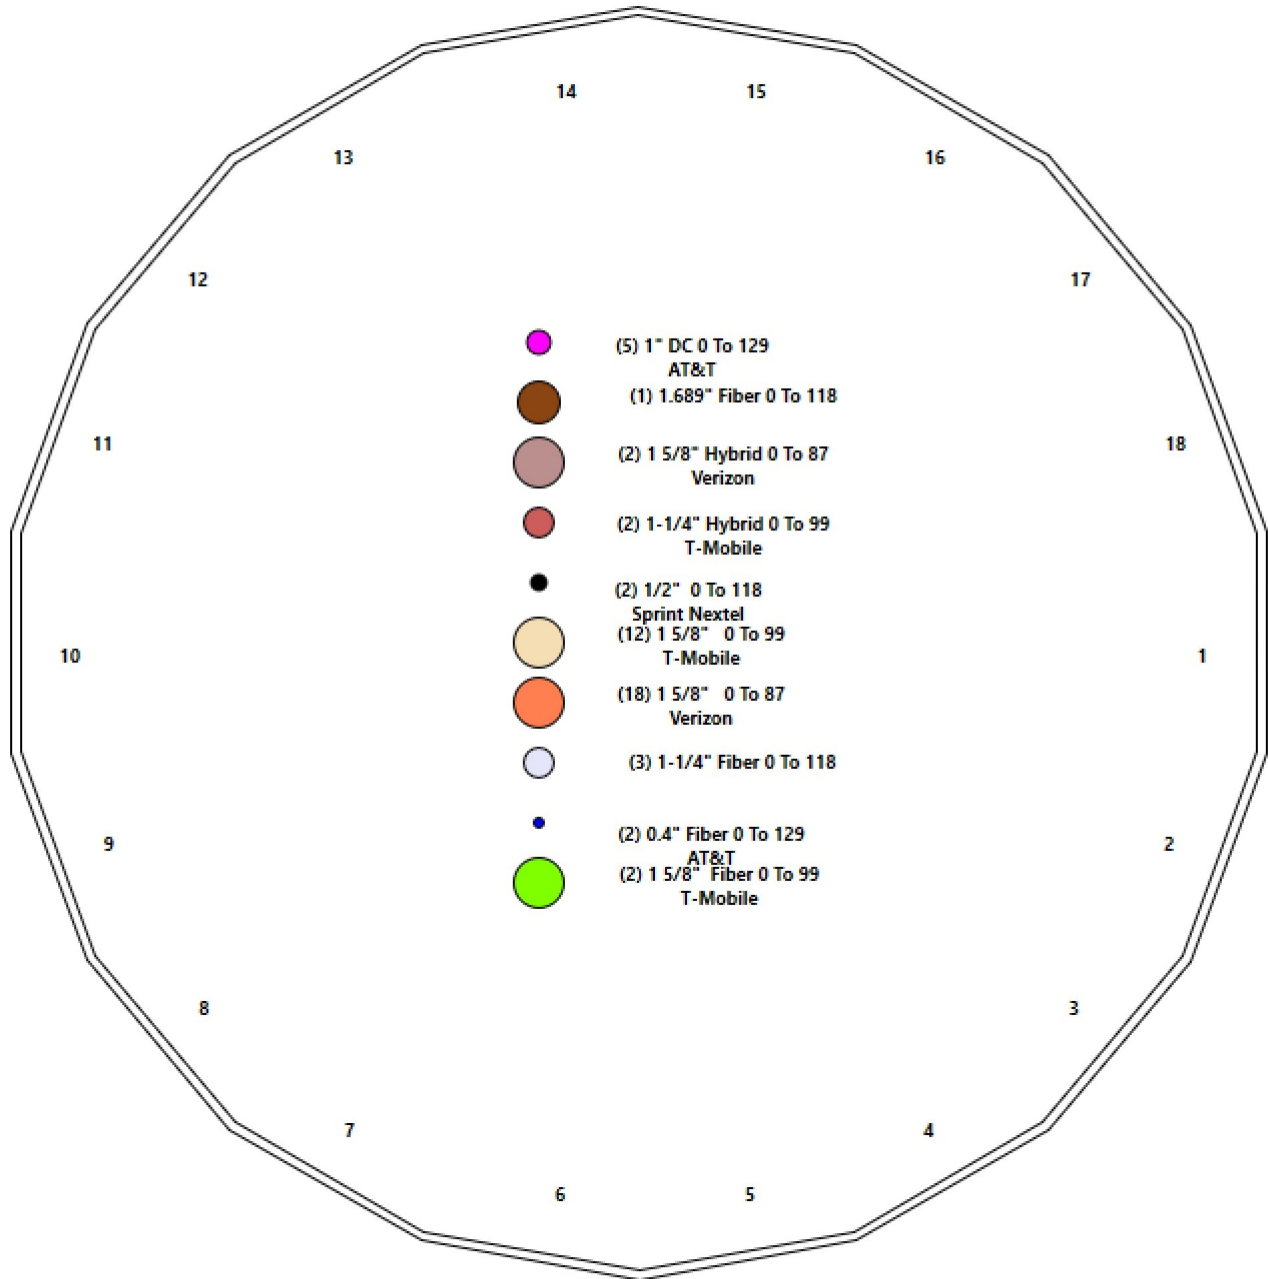 14 15
13 16
12 17
(5) 1" DC 0 To 129
AT&T
(1) 1.689" Fiber 0 To 118
11 18
(2) 1 5/8" Hybrid 0 To 87
Verizon
(2) 1-1/4" Hybrid 0 To 99
T-Mobile
(2) 1/2"  0 To 118
Sprint Nextel
(12) 1 5/8"   0 To 99
T-Mobile
10 1
(18) 1 5/8"   0 To 87
Verizon
(3) 1-1/4" Fiber 0 To 118
(2) 0.4" Fiber 0 To 129
9 2
AT&T
(2) 1 5/8"  Fiber 0 To 99
T-Mobile
8 3
7 4
6 5